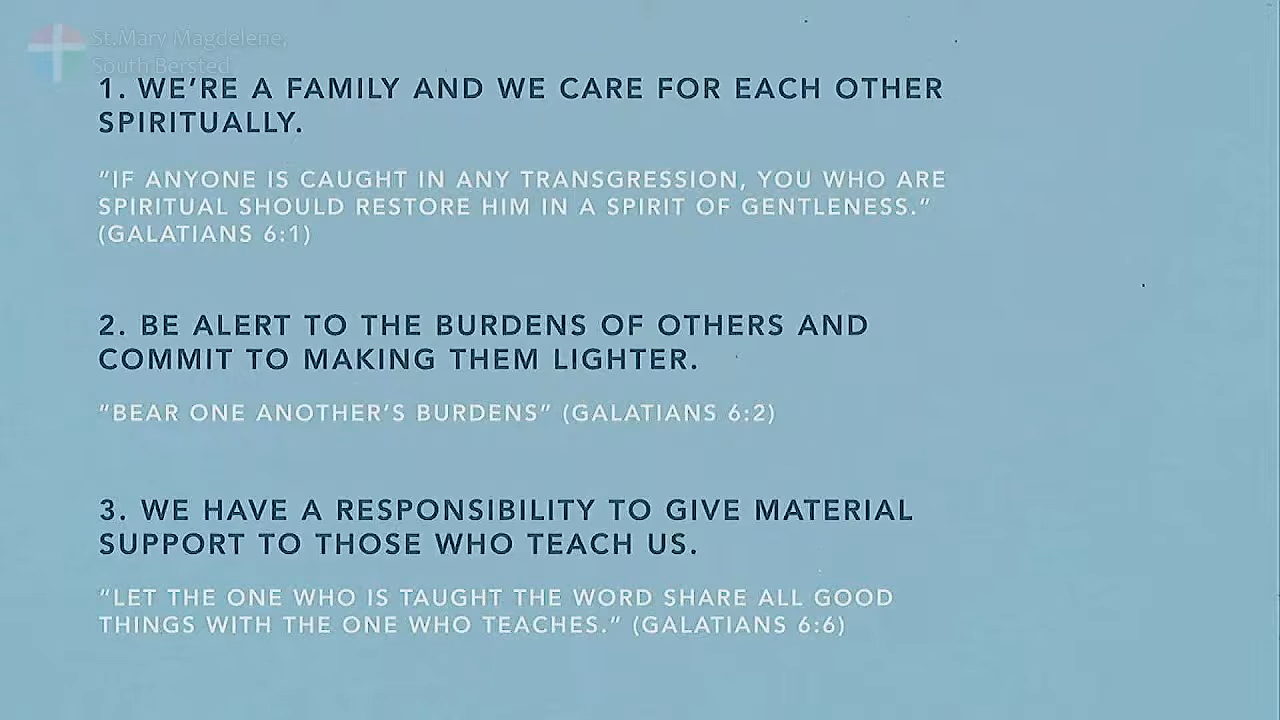 St.Mary Magdelene,
South Bersted
1. WE’RE A FAMILY AND WE CARE FOR EACH OTHER
SPIRITUALLY.
“IF ANYONE IS CAUGHT IN ANY TRANSGRESSION, YOU WHO ARE
SPIRITUAL SHOULD RESTORE HIM IN A SPIRIT OF GENTLENESS.”
(GALATIANS 6:1)
2. BE ALERT TO THE BURDENS OF OTHERS AND
COMMIT TO MAKING THEM LIGHTER.
“BEAR ONE ANOTHER’S BURDENS” (GALATIANS 6:2)
3. WE HAVE A RESPONSIBILITY TO GIVE MATERIAL
SUPPORT TO THOSE WHO TEACH US.
“LET THE ONE WHO IS TAUGHT THE WORD SHARE ALL GOOD
THINGS WITH THE ONE WHO TEACHES.” (GALATIANS 6:6)